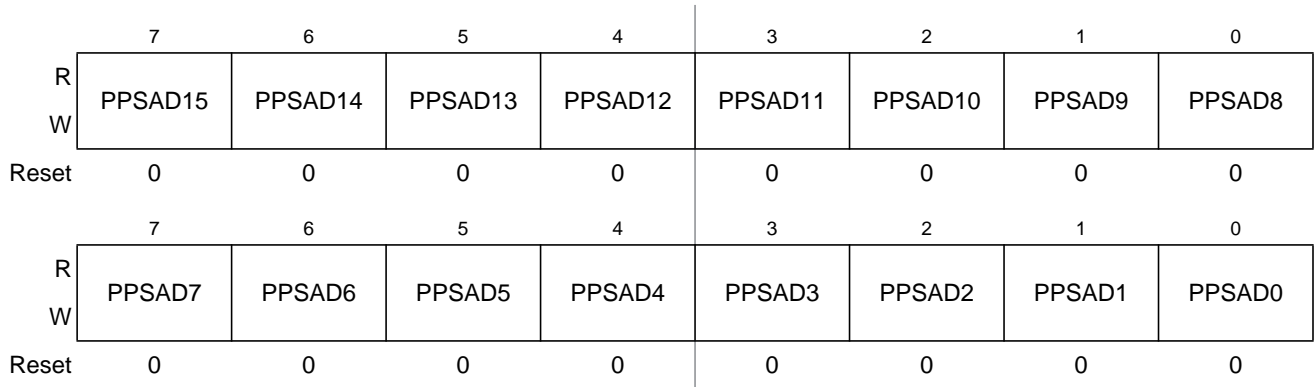 7 6 5 4 3 2 1 0
R
PPSAD15 PPSAD14 PPSAD13 PPSAD12 PPSAD11 PPSAD10 PPSAD9 PPSAD8
W
Reset 0 0 0 0 0 0 0 0
7 6 5 4 3 2 1 0
R
PPSAD7 PPSAD6 PPSAD5 PPSAD4 PPSAD3 PPSAD2 PPSAD1 PPSAD0
W
Reset 0 0 0 0 0 0 0 0